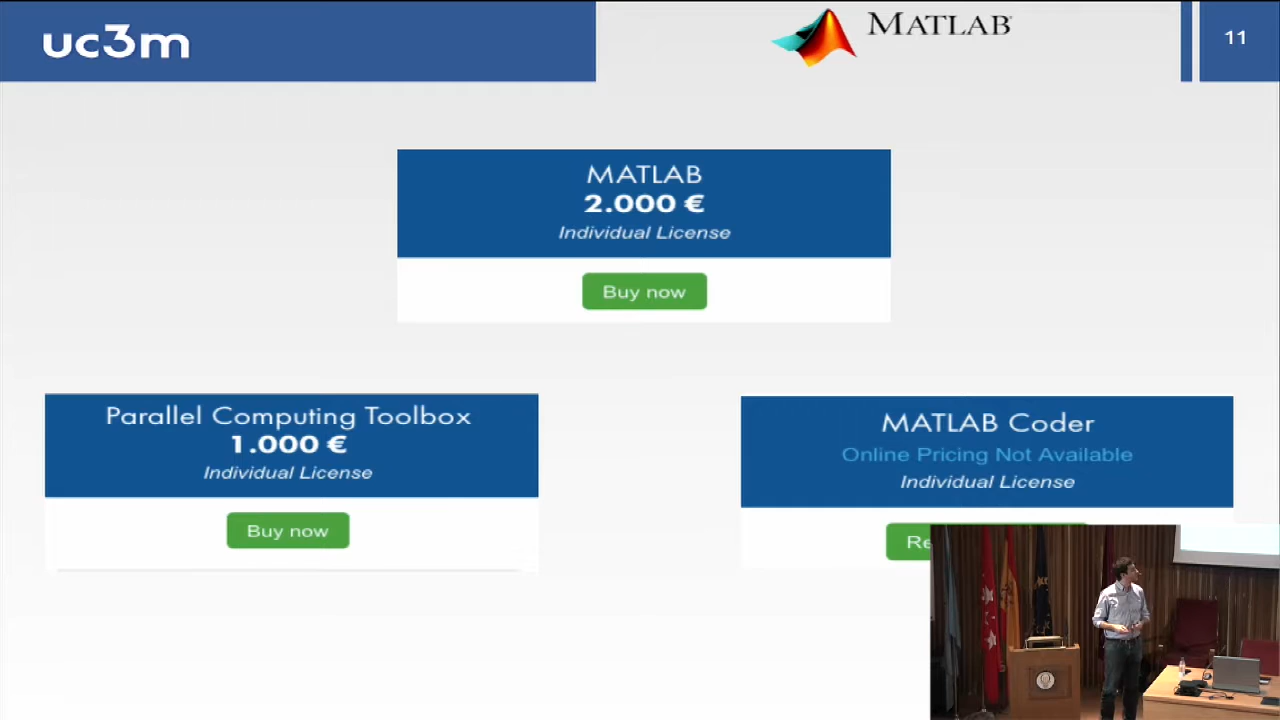 uc3m
MATLAB
11
MATLAB
2.000 €
Individual License
Buy now
Parallel Computing Toolbox
1.000 €
Individual License
Buy now
MATLAB Coder
Online Pricing Not Available
Individual License